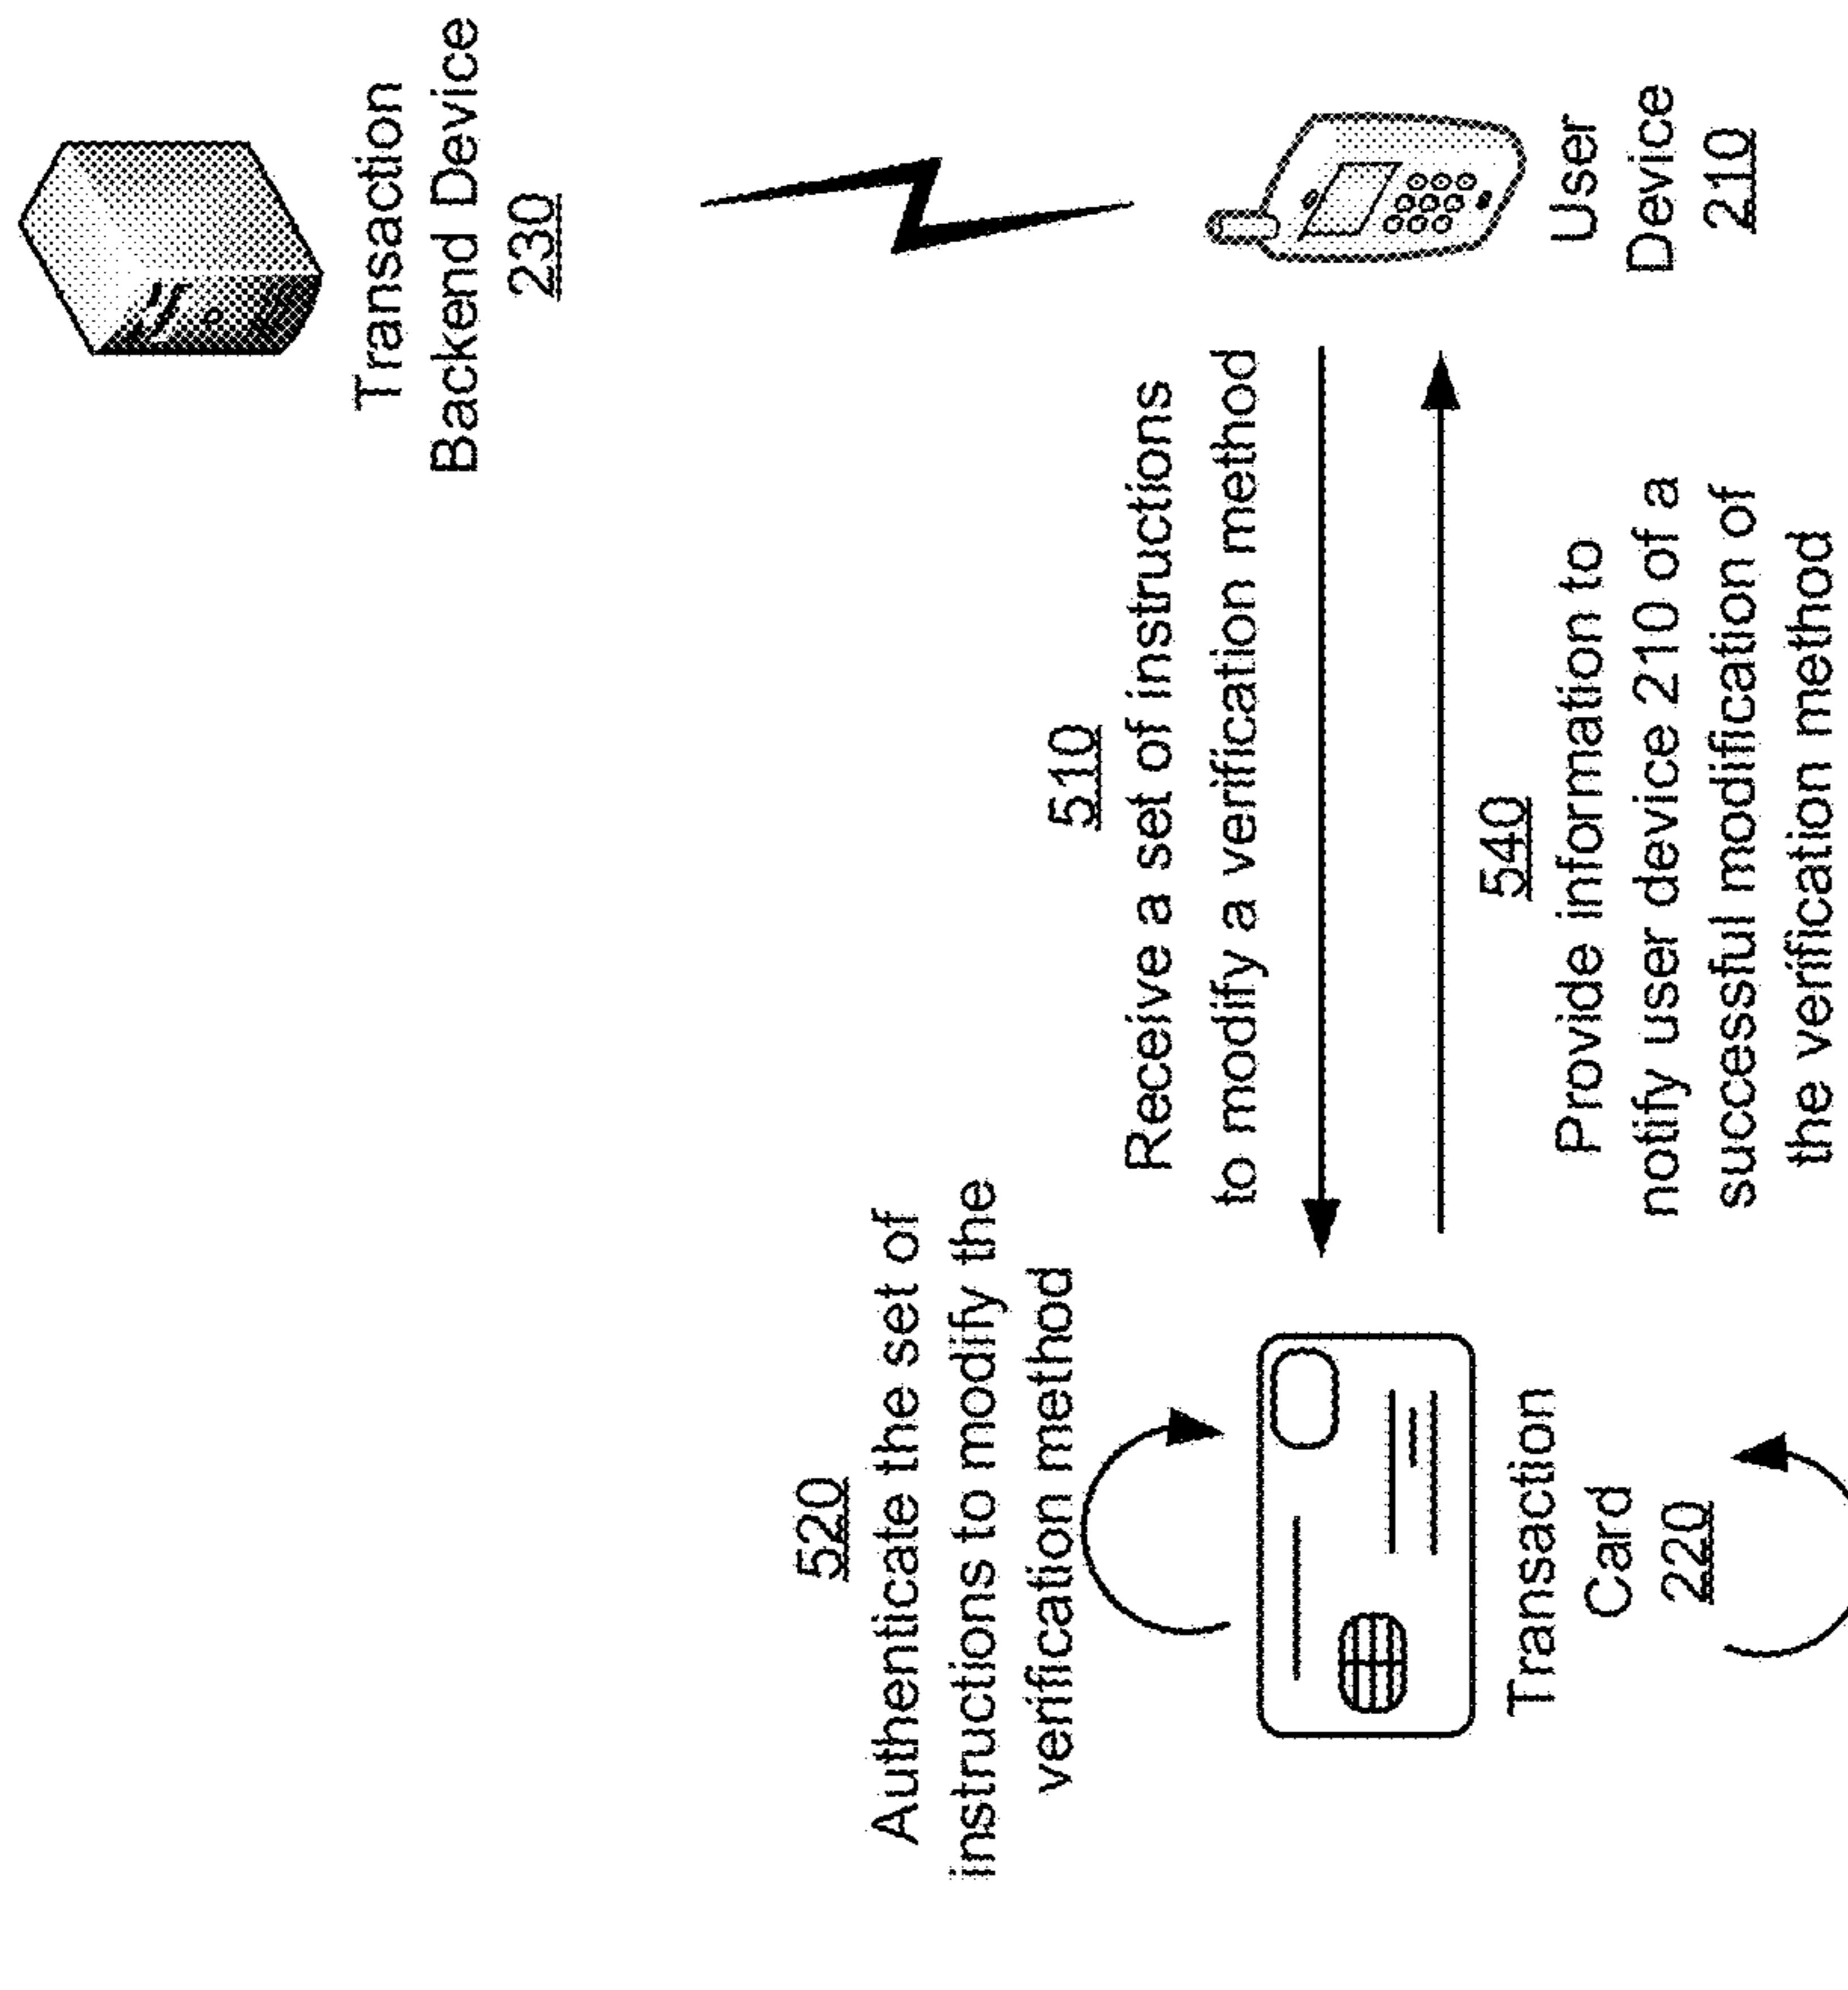 Transaction
Backend Device
230
520
Authenticate the set of
instructions to modify the
verification method
510
Receive a set of instructions
to modify a verification method
Transaction
Card
220
540
Provide information to
notify user device 210 of a
successful modification of
the verification method
User
Device
210